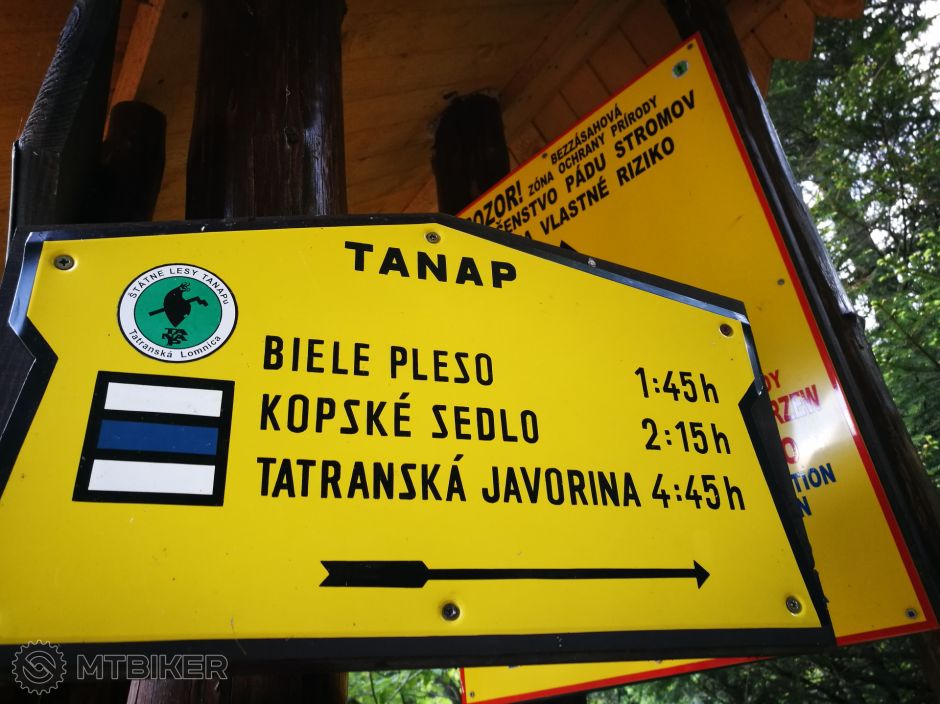 TANAP
ŠTÁTNE LESY TANAPu
Tatranská Lomnica
BIELE PLESO 1:45h
KOPSKÉ SEDLO 2:15h
TATRANSKÁ JAVORINA 4:45h
BEZZÁSAHOVÁ
ZÓNA OCHRANY PRÍRODY
STVO PÁDU STROMOV
VLASTNÉ RIZIKO
MTBIKER